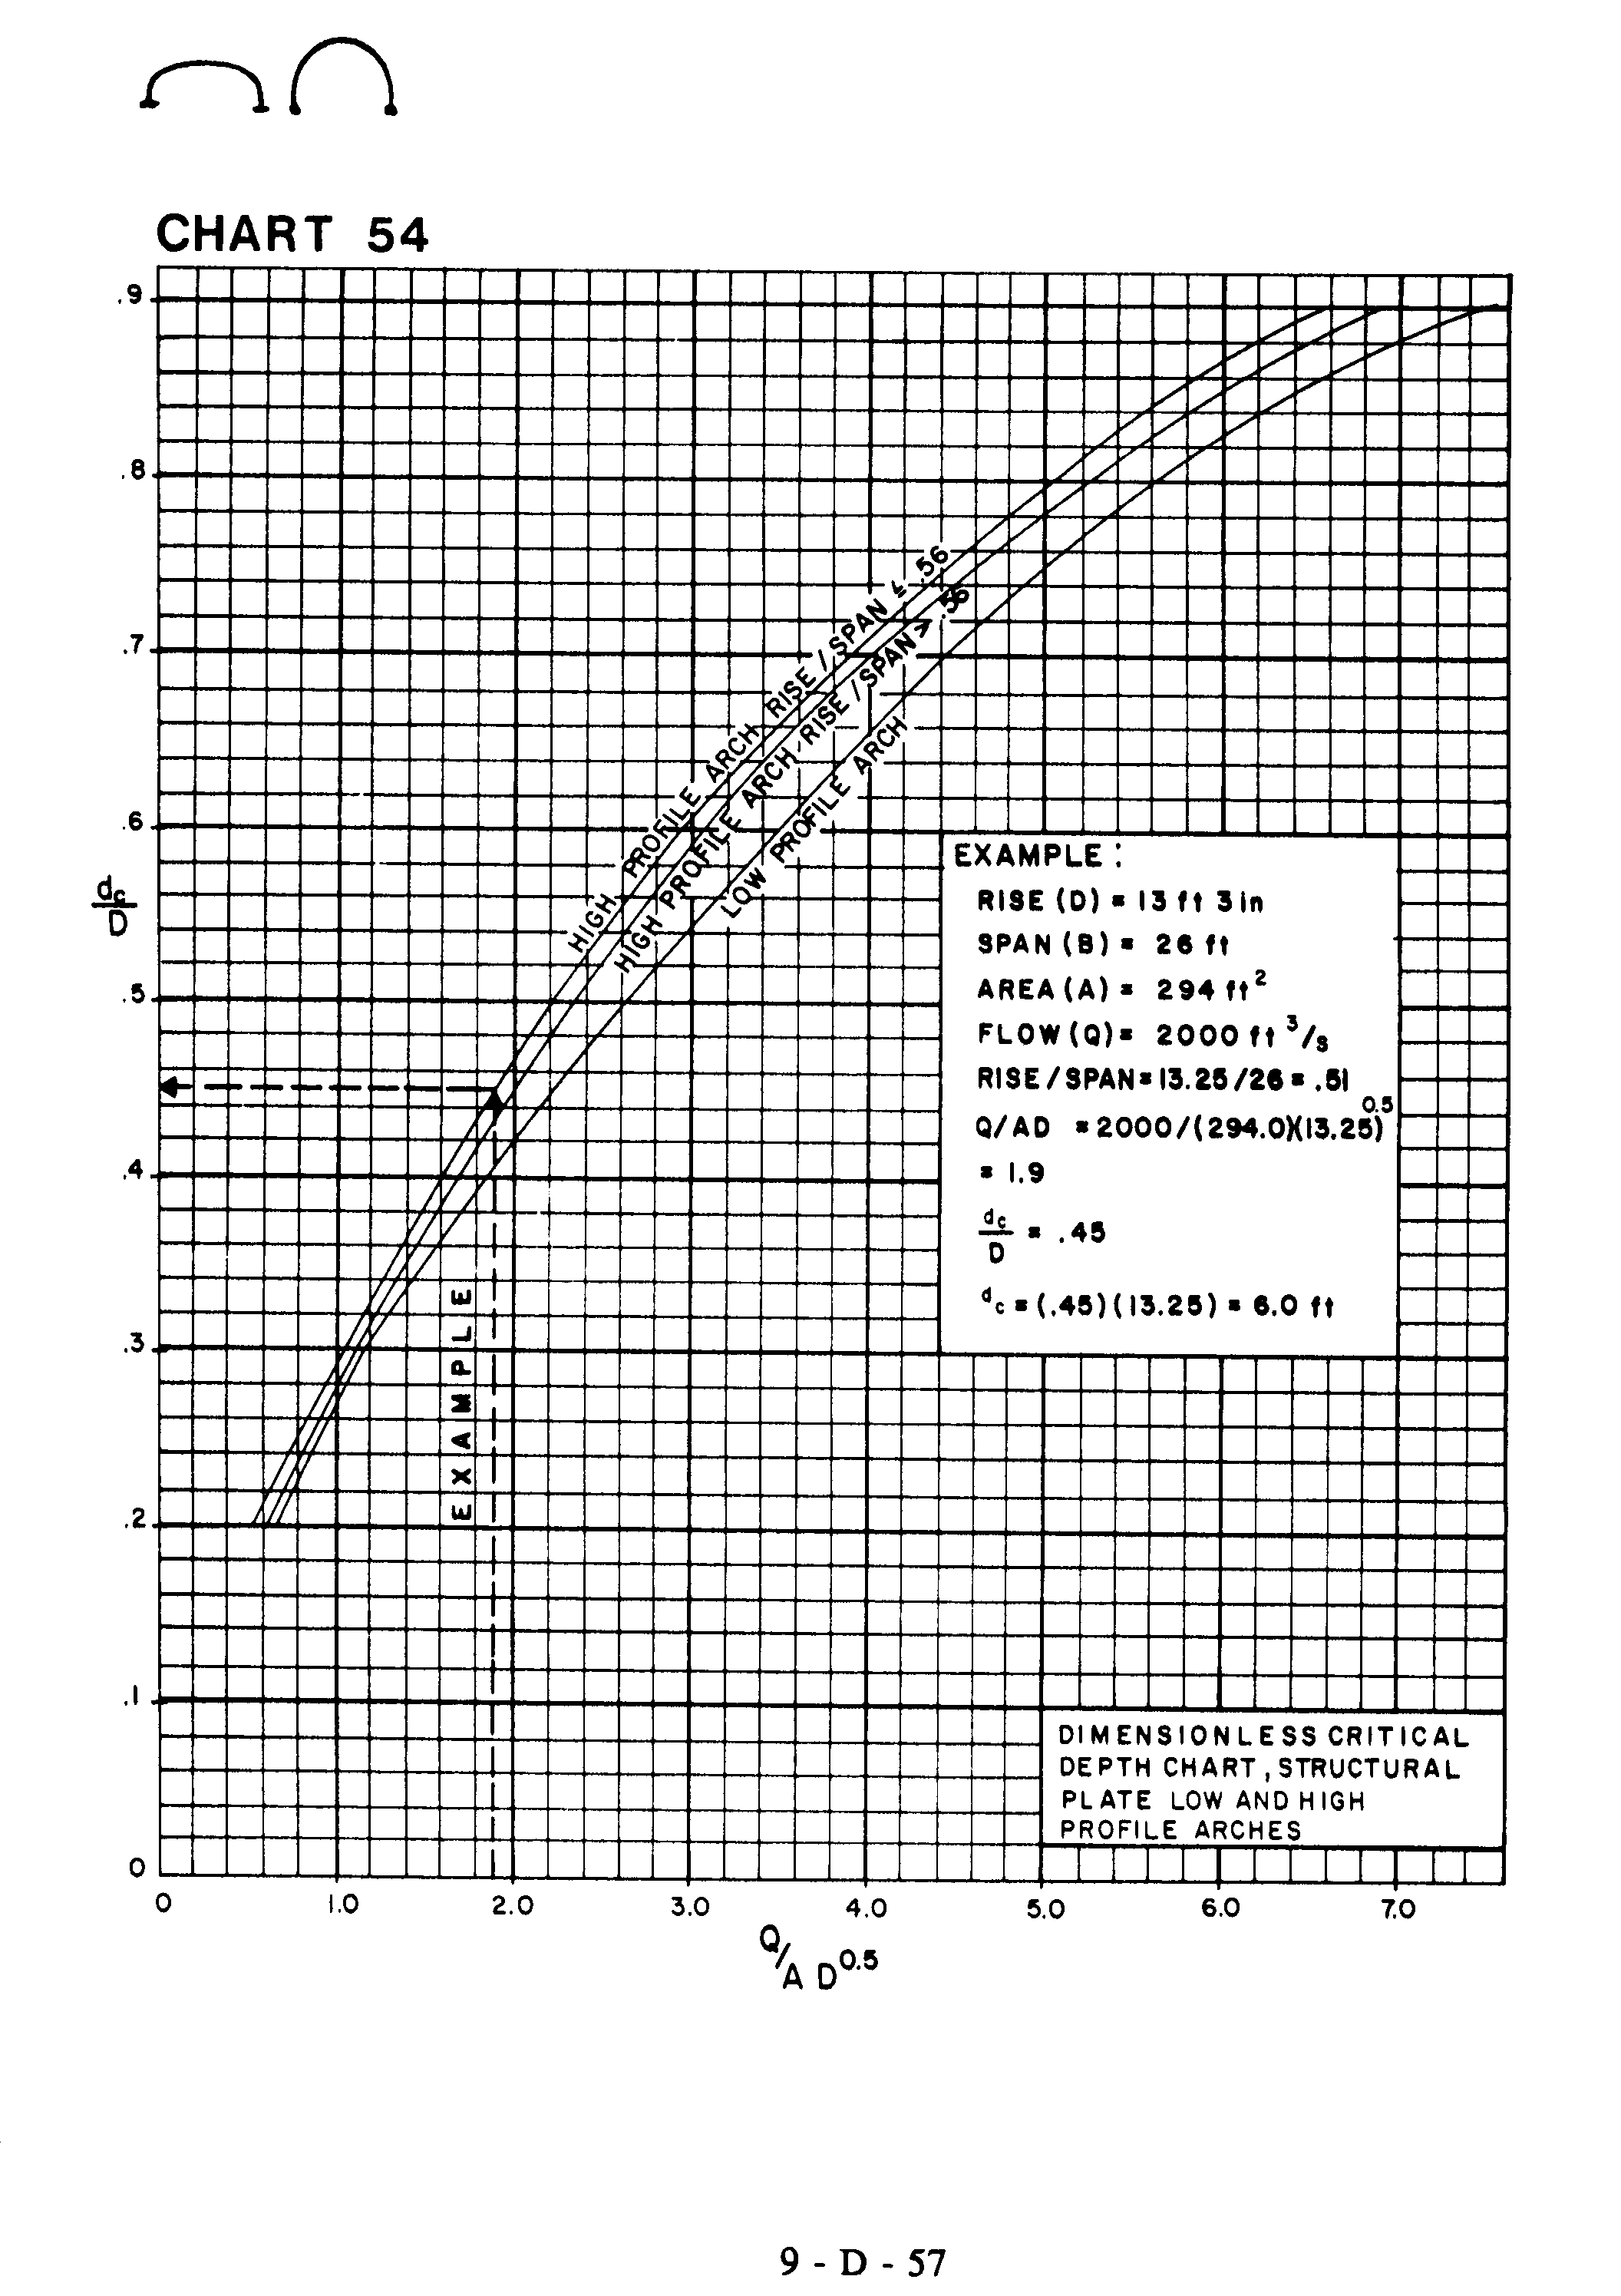 CHART 54
.9
.8
.7
.6
.5
.4
.3
.2
.1
0
dc/D
HIGH PROFILE ARCH RISE/SPAN ≤ .56
HIGH PROFILE ARCH RISE/SPAN > .56
LOW PROFILE ARCH
EXAMPLE
EXAMPLE:
RISE (D) = 13 ft 3 in
SPAN (B) = 26 ft
AREA (A) = 294 ft²
FLOW (Q) = 2000 ft³/s
RISE/SPAN = 13.25/26 = .51
Q/AD = 2000/(294.0)(13.25)^0.5
= 1.9
dc/D = .45
dc = (.45)(13.25) = 6.0 ft
DIMENSIONLESS CRITICAL
DEPTH CHART, STRUCTURAL
PLATE LOW AND HIGH
PROFILE ARCHES
0 1.0 2.0 3.0 4.0 5.0 6.0 7.0
Q/A D^0.5
9 - D - 57